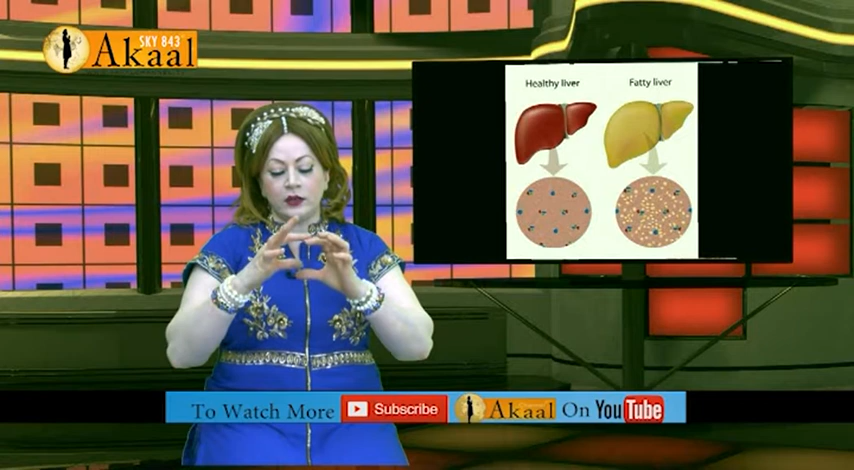 SKY 843
Akaal
Healthy liver
Fatty liver
To Watch More Subscribe Akaal On YouTube